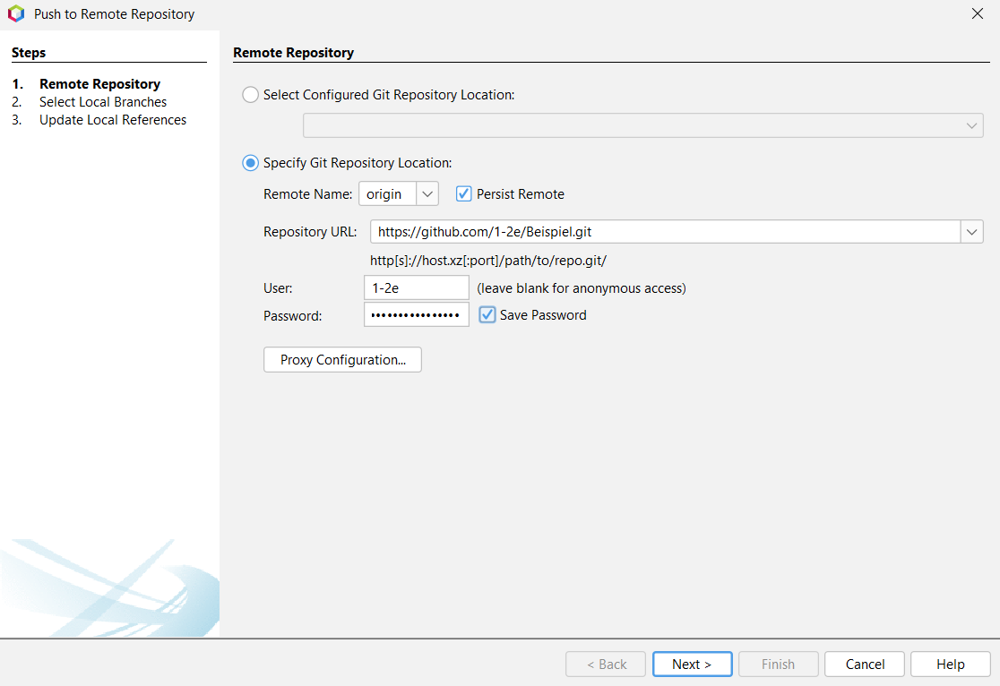 Push to Remote Repository
Steps
1. Remote Repository
2. Select Local Branches
3. Update Local References
Remote Repository
Select Configured Git Repository Location:
Specify Git Repository Location:
Remote Name: origin Persist Remote
Repository URL: https://github.com/1-2e/Beispiel.git
http[s]://host.xz[:port]/path/to/repo.git/
User: 1-2e (leave blank for anonymous access)
Password: ••••••••••••••• Save Password
Proxy Configuration...
< Back Next > Finish Cancel Help